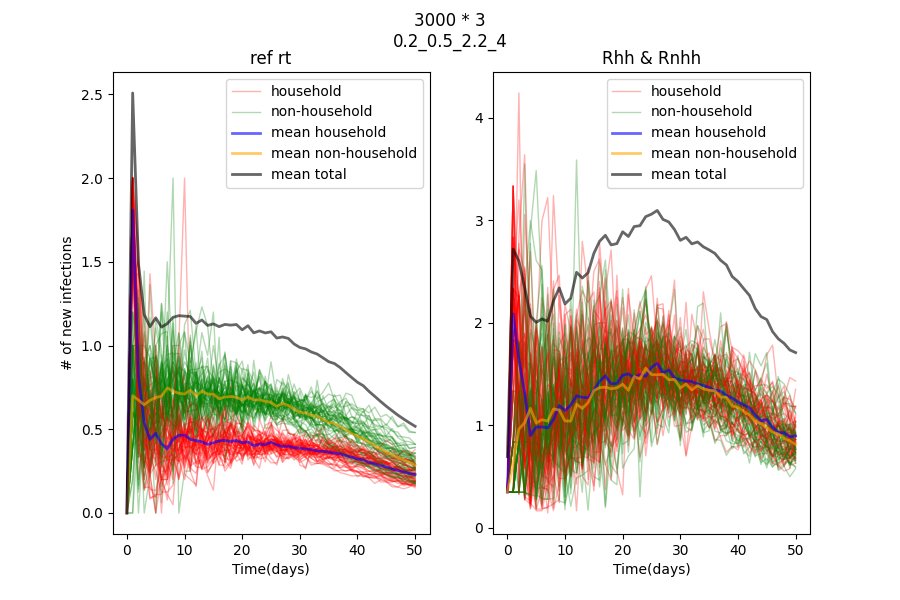 3000 * 3
0.2_0.5_2.2_4
ref rt
household
non-household
mean household
mean non-household
mean total
# of new infections
2.5
2.0
1.5
1.0
0.5
0.0
0 10 20 30 40 50
Time(days)
Rhh & Rnhh
household
non-household
mean household
mean non-household
mean total
4
3
2
1
0
0 10 20 30 40 50
Time(days)